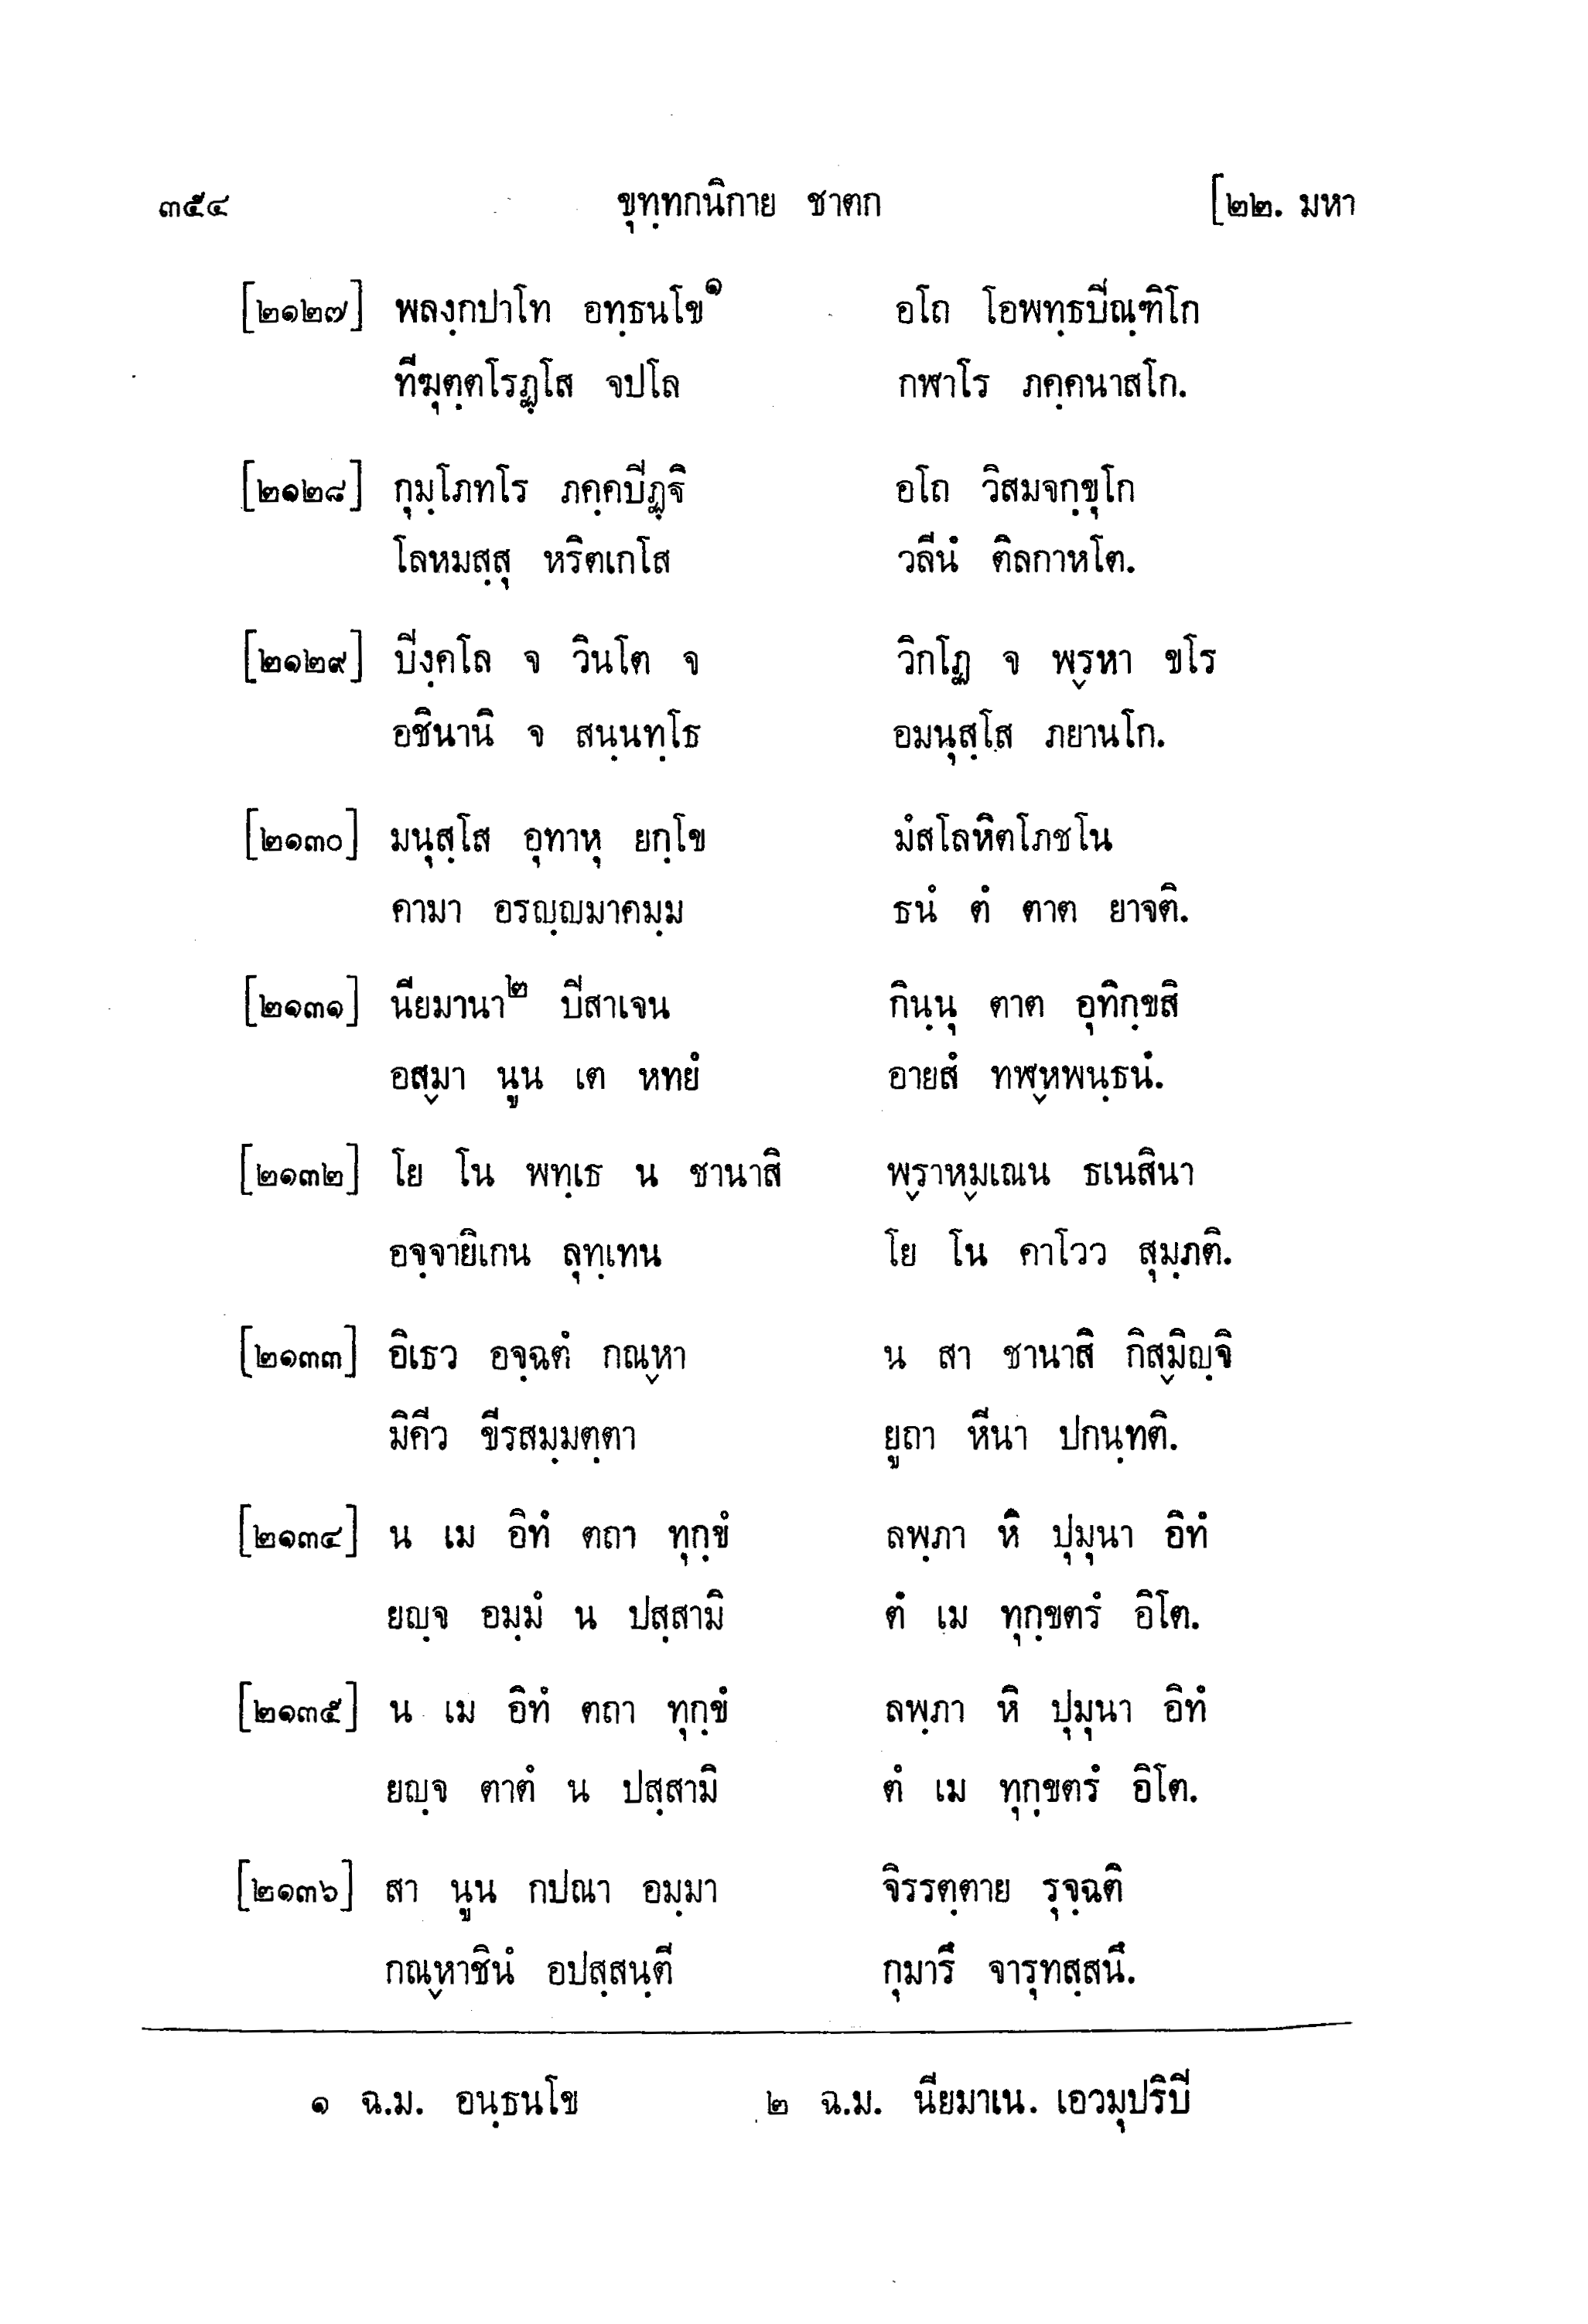 ๓๕๔ ขุทฺทกนิกาย ชาตก [๒๒. มหา
[๒๑๒๗] พลงฺกปาโท อทฺธนโข๑ อโถ โอพทฺธปีณฺฑิโก
ทีฆุตฺตโรฏฺโส จปโล กฬาโร ภคฺคนาสโก.
[๒๑๒๘] กุมฺโภทโร ภคฺคปีฏฺจิ อโถ วิสมจกฺขุโก
โลหมสฺสุ หริตเกโส วลีนํ ติลกาหโต.
[๒๑๒๙] ปีงฺคโล จ วินโต จ วิกโฏ จ พฺรหา ขโร
อชินานิ จ สนฺนทฺโธ อมนุสฺโส ภยานโก.
[๒๑๓๐] มนุสฺโส อุทาหุ ยกฺโข มํสโลหิตโภชโน
คามา อรญฺญมาคมฺม ธนํ ตํ ตาต ยาจติ.
[๒๑๓๑] นียมานา๒ ปีสาเจน กินฺนุ ตาต อุทิกฺขสิ
อสฺมา นูน เต หทยํ อายสํ ทฬฺหพนฺธนํ.
[๒๑๓๒] โย โน พทฺเธ น ชานาสิ พฺราหฺมเณน ธเนสินา
อจฺจายิเกน ลุทฺเทน โย โน คาโวว สุมฺภติ.
[๒๑๓๓] อิเธว อจฺฉตํ กณฺหา น สา ชานาสิ กิสฺมิญฺจิ
มิคีว ขีรสมฺมตฺตา ยูถา หีนา ปกนฺทติ.
[๒๑๓๔] น เม อิทํ ตถา ทุกฺขํ ลพฺภา หิ ปุมุนา อิทํ
ยญฺจ อมฺมํ น ปสฺสามิ ตํ เม ทุกฺขตรํ อิโต.
[๒๑๓๕] น เม อิทํ ตถา ทุกฺขํ ลพฺภา หิ ปุมุนา อิทํ
ยญฺจ ตาตํ น ปสฺสามิ ตํ เม ทุกฺขตรํ อิโต.
[๒๑๓๖] สา นูน กปณา อมฺมา จิรรตฺตาย รุจฺฉติ
กณฺหาชินํ อปสฺสนฺตี กุมารึ จารุทสฺสนึ.
๑ ฉ.ม. อนฺธนโข ๒ ฉ.ม. นียมาเน. เอวมุปริปี